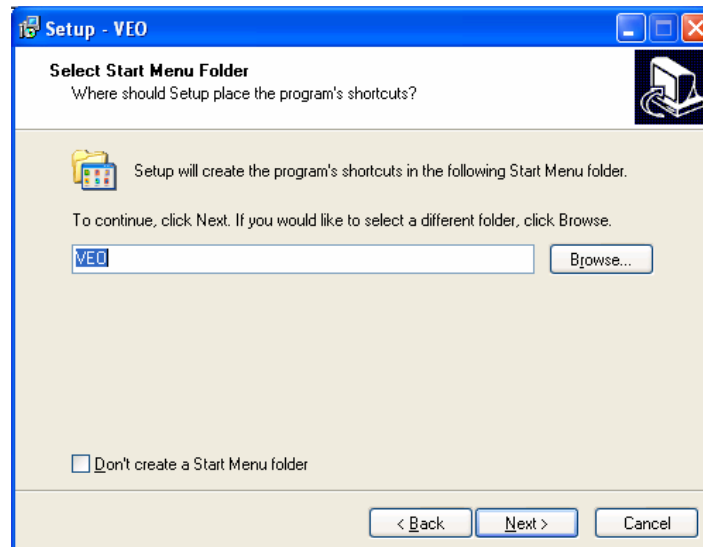 Setup - VEO
Select Start Menu Folder
Where should Setup place the program's shortcuts?
Setup will create the program's shortcuts in the following Start Menu folder.
To continue, click Next. If you would like to select a different folder, click Browse.
VEO
Browse...
Don't create a Start Menu folder
< Back
Next >
Cancel